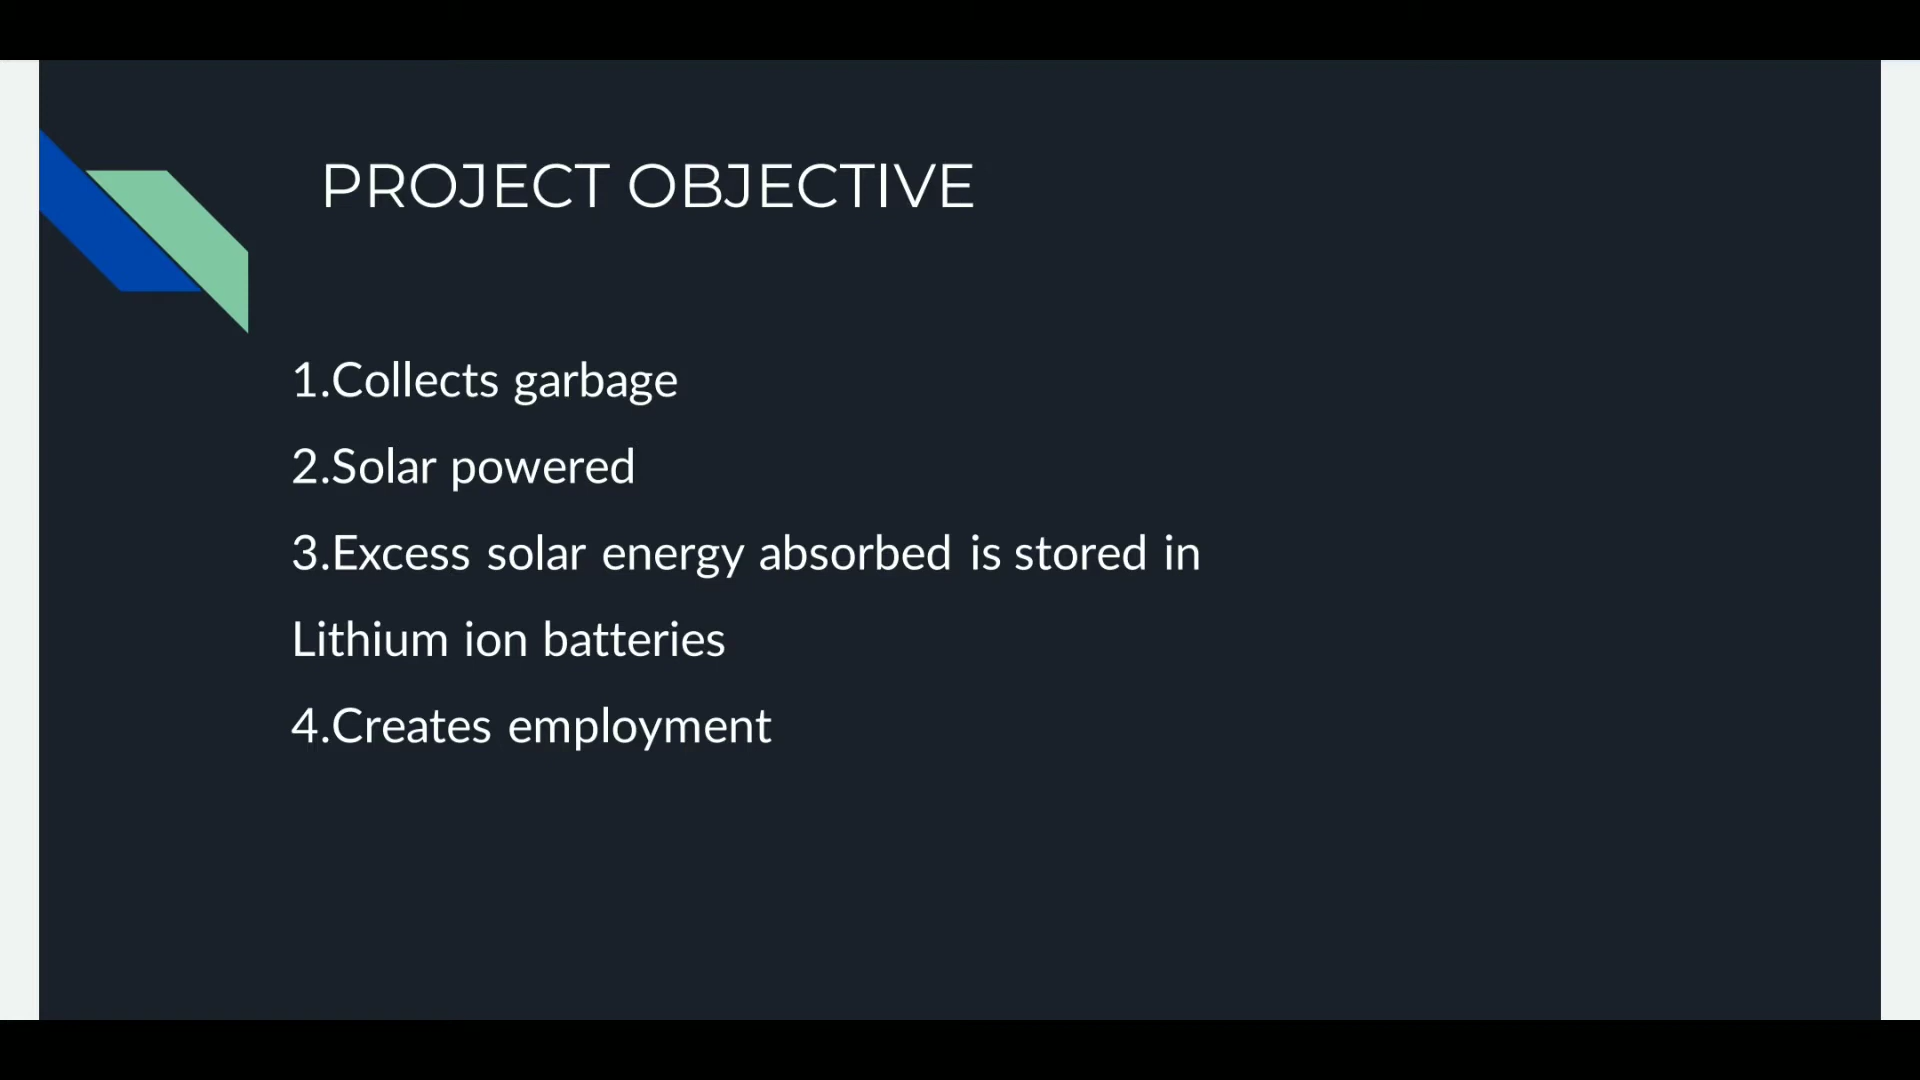 PROJECT OBJECTIVE
1.Collects garbage
2.Solar powered
3.Excess solar energy absorbed is stored in
Lithium ion batteries
4.Creates employment